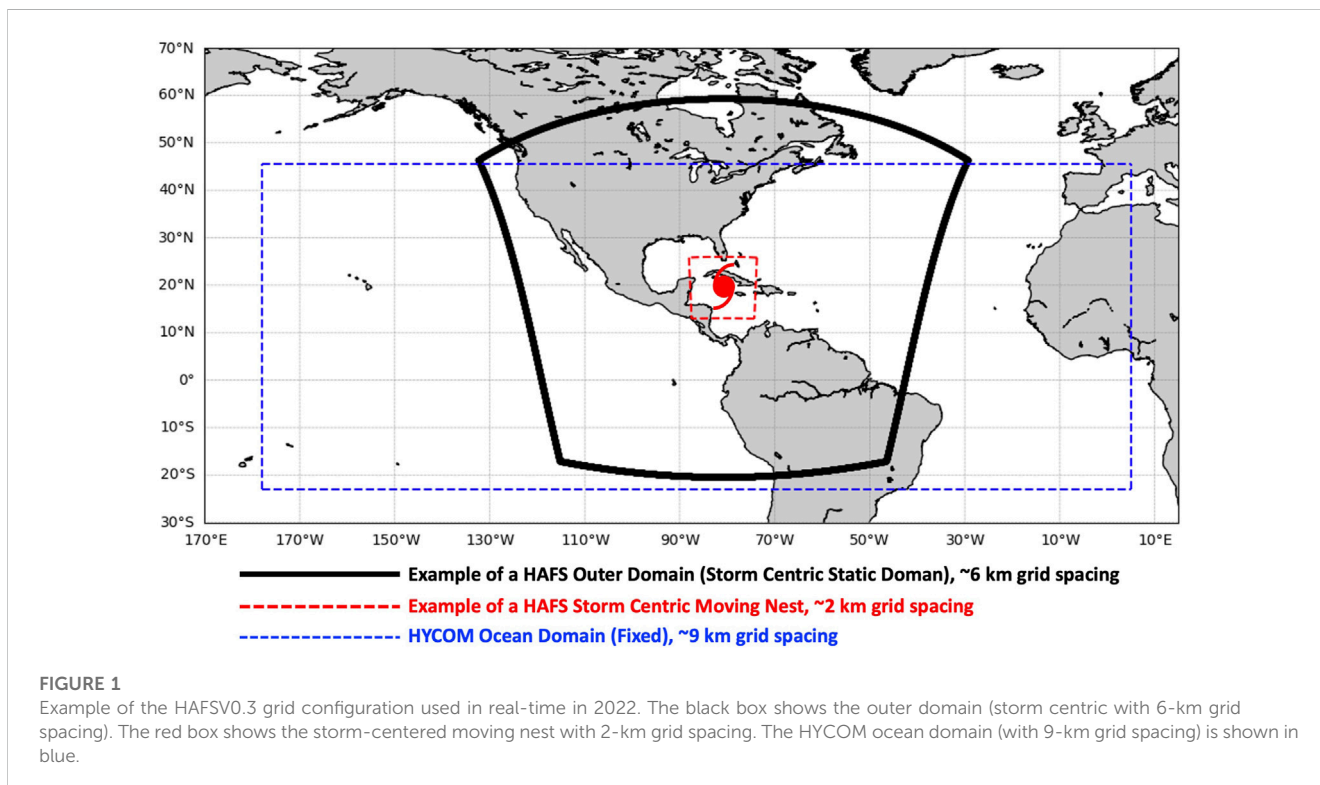 70°N
60°N
50°N
40°N
30°N
20°N
10°N
0°
10°S
20°S
30°S
170°E 170°W 150°W 130°W 110°W 90°W 70°W 50°W 30°W 10°W 10°E
Example of a HAFS Outer Domain (Storm Centric Static Doman), ~6 km grid spacing
Example of a HAFS Storm Centric Moving Nest, ~2 km grid spacing
HYCOM Ocean Domain (Fixed), ~9 km grid spacing
FIGURE 1
Example of the HAFSV0.3 grid configuration used in real-time in 2022. The black box shows the outer domain (storm centric with 6-km grid
spacing). The red box shows the storm-centered moving nest with 2-km grid spacing. The HYCOM ocean domain (with 9-km grid spacing) is shown in
blue.